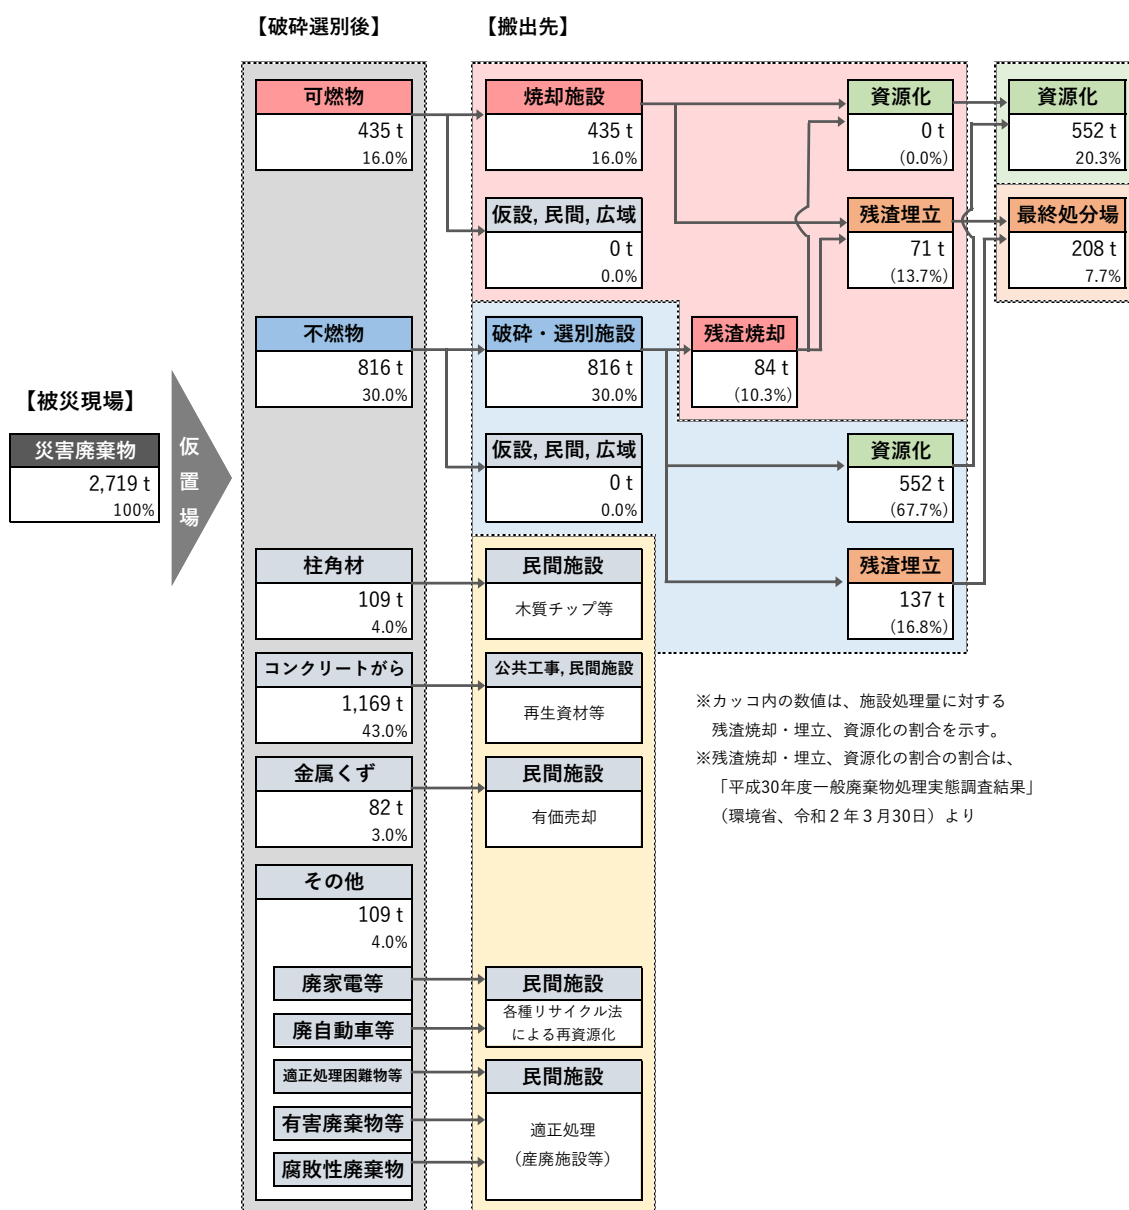 【破砕選別後】
【搬出先】
可燃物
435 t
16.0%
焼却施設
435 t
16.0%
資源化
0 t
(0.0%)
資源化
552 t
20.3%
仮設, 民間, 広域
0 t
0.0%
残渣埋立
71 t
(13.7%)
最終処分場
208 t
7.7%
不燃物
816 t
30.0%
破砕・選別施設
816 t
30.0%
残渣焼却
84 t
(10.3%)
【被災現場】
災害廃棄物
2,719 t
100%
仮置場
仮設, 民間, 広域
0 t
0.0%
資源化
552 t
(67.7%)
柱角材
109 t
4.0%
民間施設
木質チップ等
残渣埋立
137 t
(16.8%)
コンクリートがら
1,169 t
43.0%
公共工事, 民間施設
再生資材等
金属くず
82 t
3.0%
民間施設
有価売却
※カッコ内の数値は、施設処理量に対する
残渣焼却・埋立、資源化の割合を示す。
※残渣焼却・埋立、資源化の割合の割合は、
「平成30年度一般廃棄物処理実態調査結果」
（環境省、令和２年３月30日）より
その他
109 t
4.0%
廃家電等
廃自動車等
民間施設
各種リサイクル法
による再資源化
適正処理困難物等
有害廃棄物等
腐敗性廃棄物
民間施設
適正処理
（産廃施設等）